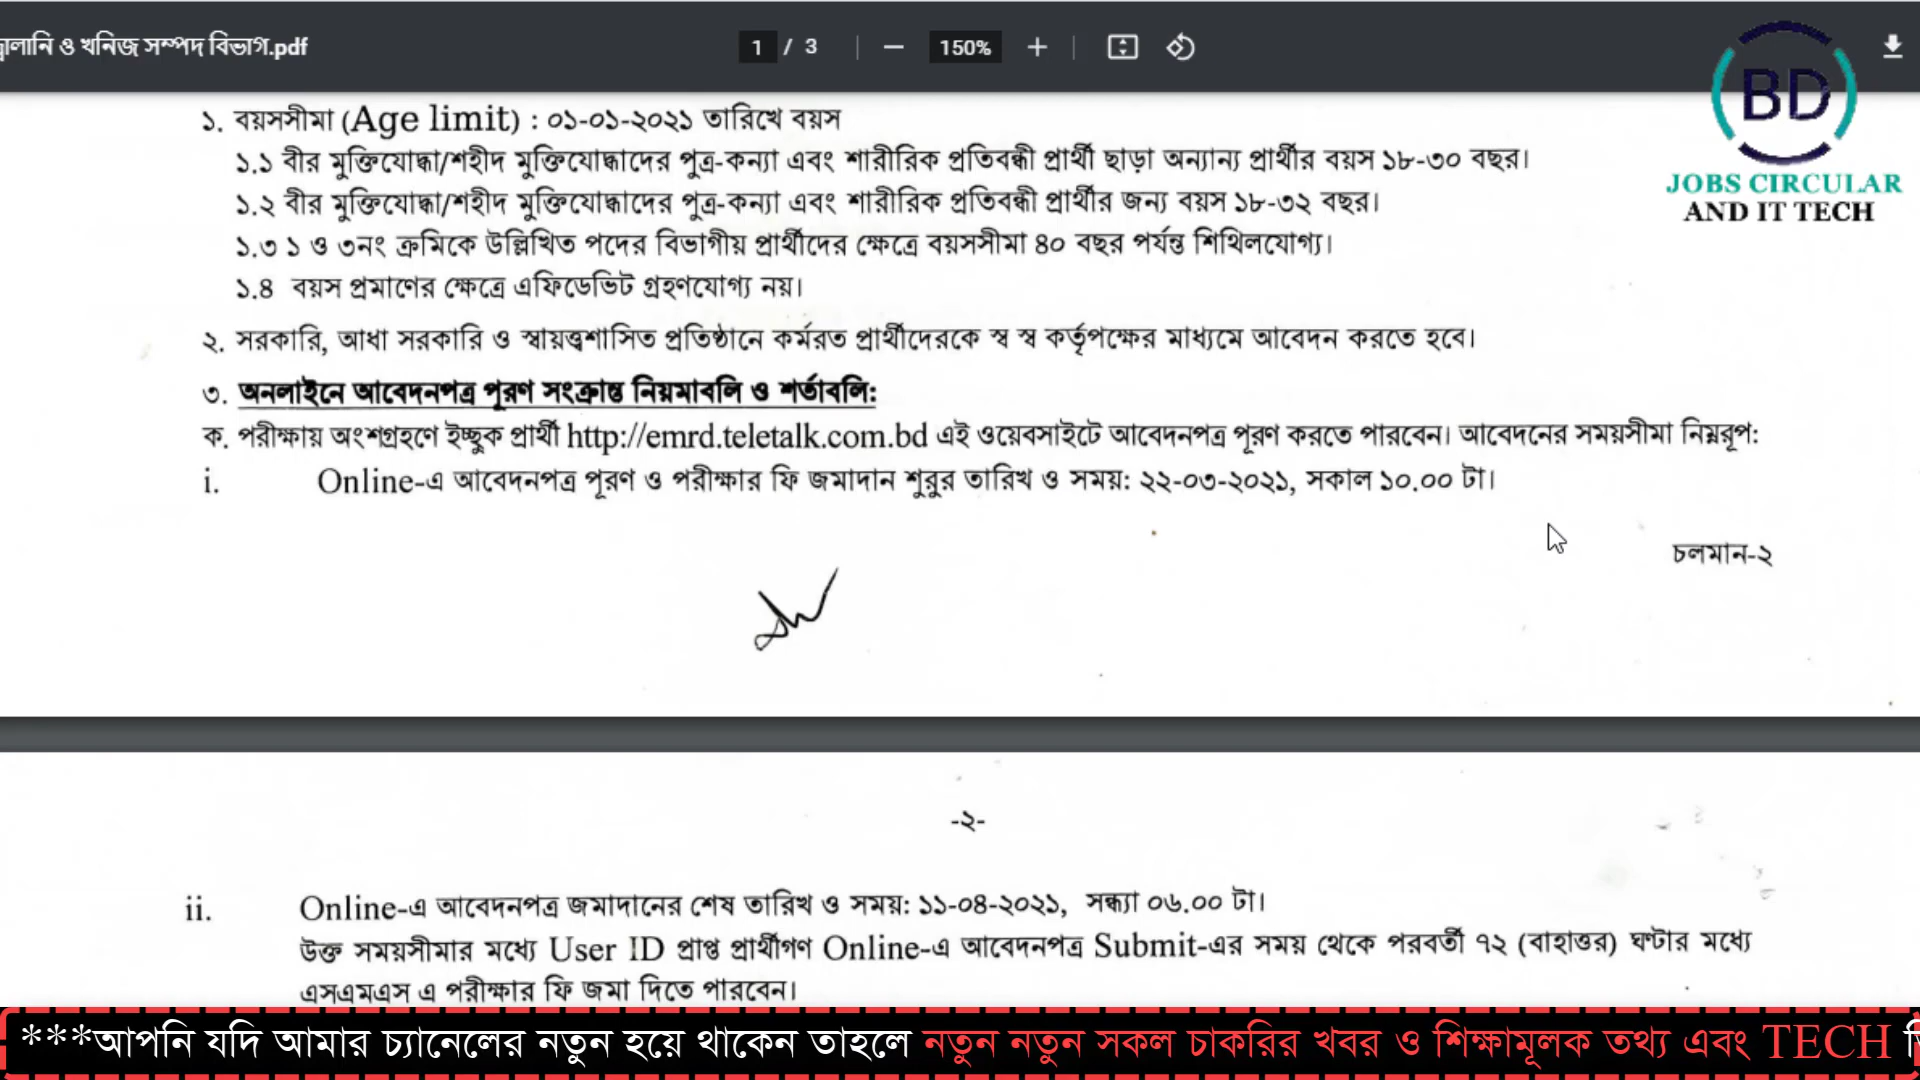 জ্বালানি ও খনিজ সম্পদ বিভাগ.pdf
1 / 3
150%
BD
JOBS CIRCULAR
AND IT TECH
১. বয়সসীমা (Age limit) : ০১-০১-২০২১ তারিখে বয়স
১.১ বীর মুক্তিযোদ্ধা/শহীদ মুক্তিযোদ্ধাদের পুত্র-কন্যা এবং শারীরিক প্রতিবন্ধী প্রার্থী ছাড়া অন্যান্য প্রার্থীর বয়স ১৮-৩০ বছর।
১.২ বীর মুক্তিযোদ্ধা/শহীদ মুক্তিযোদ্ধাদের পুত্র-কন্যা এবং শারীরিক প্রতিবন্ধী প্রার্থীর জন্য বয়স ১৮-৩২ বছর।
১.৩ ১ ও ৩নং ক্রমিকে উল্লিখিত পদের বিভাগীয় প্রার্থীদের ক্ষেত্রে বয়সসীমা ৪০ বছর পর্যন্ত শিথিলযোগ্য।
১.৪ বয়স প্রমাণের ক্ষেত্রে এফিডেভিট গ্রহণযোগ্য নয়।
২. সরকারি, আধা সরকারি ও স্বায়ত্ত্বশাসিত প্রতিষ্ঠানে কর্মরত প্রার্থীদেরকে স্ব স্ব কর্তৃপক্ষের মাধ্যমে আবেদন করতে হবে।
৩. অনলাইনে আবেদনপত্র পূরণ সংক্রান্ত নিয়মাবলি ও শর্তাবলি:
ক. পরীক্ষায় অংশগ্রহণে ইচ্ছুক প্রার্থী http://emrd.teletalk.com.bd এই ওয়েবসাইটে আবেদনপত্র পূরণ করতে পারবেন। আবেদনের সময়সীমা নিম্নরূপ:
i. Online-এ আবেদনপত্র পূরণ ও পরীক্ষার ফি জমাদান শুরুর তারিখ ও সময়: ২২-০৩-২০২১, সকাল ১০.০০ টা।
চলমান-২
-২-
ii. Online-এ আবেদনপত্র জমাদানের শেষ তারিখ ও সময়: ১১-০৪-২০২১, সন্ধ্যা ০৬.০০ টা।
উক্ত সময়সীমার মধ্যে User ID প্রাপ্ত প্রার্থীগণ Online-এ আবেদনপত্র Submit-এর সময় থেকে পরবর্তী ৭২ (বাহাত্তর) ঘণ্টার মধ্যে
এসএমএস এ পরীক্ষার ফি জমা দিতে পারবেন।
***আপনি যদি আমার চ্যানেলের নতুন হয়ে থাকেন তাহলে নতুন নতুন সকল চাকরির খবর ও শিক্ষামূলক তথ্য এবং TECH